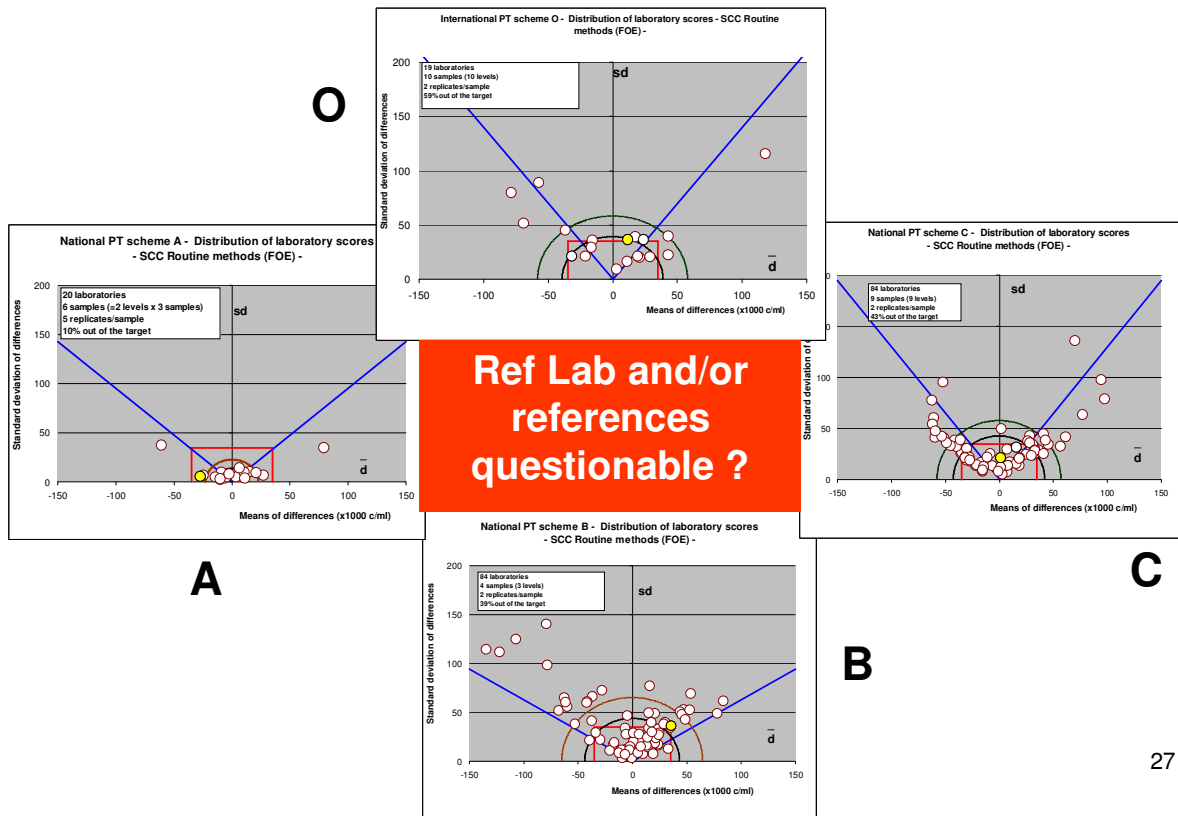 International PT scheme O - Distribution of laboratory scores - SCC Routine
methods (FOE) -
19 laboratories
10 samples (10 levels)
2 replicates/sample
59% out of the target
sd
200
150
100
50
0
-150
-100
-50
0
50
100
150
d
Standard deviation of differences
Means of differences (x1000 c/ml)
O
National PT scheme A - Distribution of laboratory scores
- SCC Routine methods (FOE) -
20 laboratories
6 samples (=2 levels x 3 samples)
5 replicates/sample
10% out of the target
sd
200
150
100
50
0
-150
-100
-50
0
50
100
150
d
Standard deviation of differences
Means of differences (x1000 c/ml)
A
Ref Lab and/or
references
questionable ?
National PT scheme C - Distribution of laboratory scores
- SCC Routine methods (FOE) -
84 laboratories
9 samples (9 levels)
2 replicates/sample
43% out of the target
sd
100
50
0
-150
-100
-50
0
50
100
150
d
Standard deviation of
Means of differences (x1000 c/ml)
C
National PT scheme B - Distribution of laboratory scores
- SCC Routine methods (FOE) -
84 laboratories
4 samples (3 levels)
2 replicates/sample
39% out of the target
sd
200
150
100
50
0
-150
-100
-50
0
50
100
150
d
Standard deviation of differences
Means of differences (x1000 c/ml)
B
27